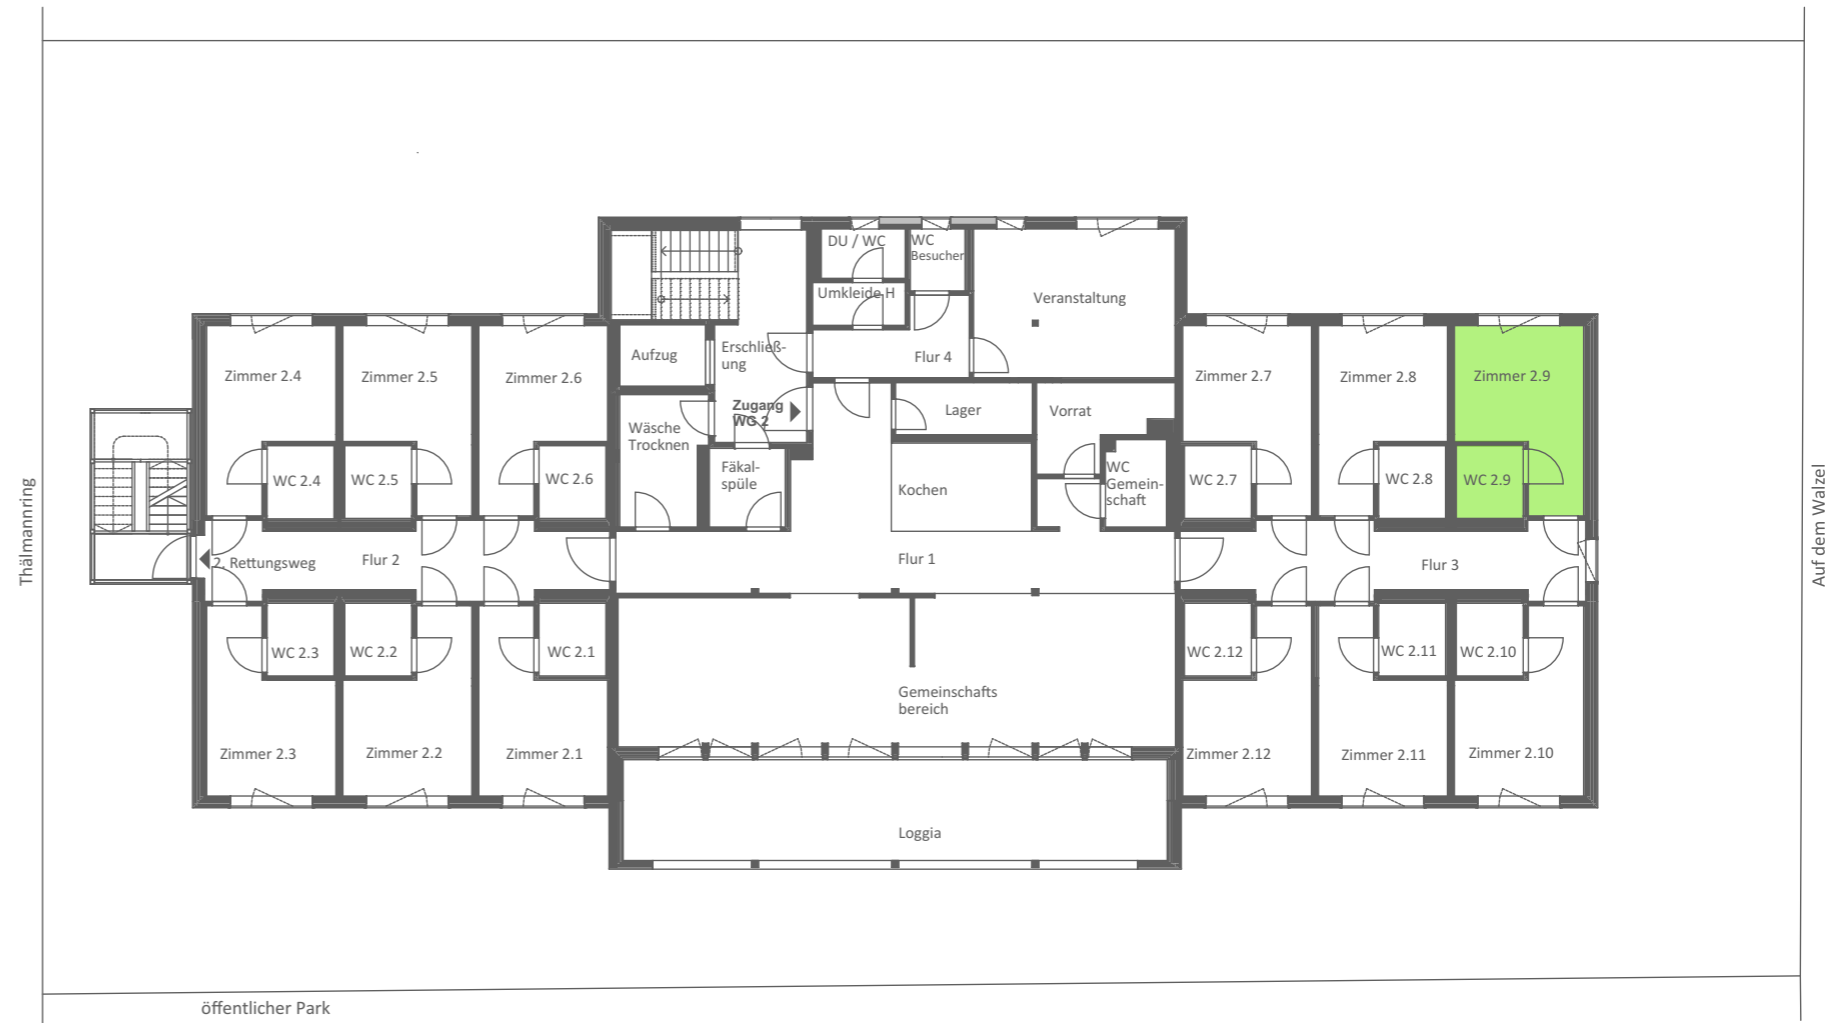 DU / WC
WC
Besucher
Umkleide H
Veranstaltung
Aufzug
Erschließ-
ung
Flur 4
Zimmer 2.4
Zimmer 2.5
Zimmer 2.6
Zimmer 2.7
Zimmer 2.8
Zimmer 2.9
Zugang
WG 2
Lager
Vorrat
Wäsche
Trocknen
Fäkal-
spüle
Kochen
WC
Gemein-
schaft
WC 2.4
WC 2.5
WC 2.6
WC 2.7
WC 2.8
WC 2.9
2. Rettungsweg
Flur 2
Flur 1
Flur 3
Thälmannring
Auf dem Walzel
WC 2.3
WC 2.2
WC 2.1
WC 2.12
WC 2.11
WC 2.10
Gemeinschafts
bereich
Zimmer 2.3
Zimmer 2.2
Zimmer 2.1
Zimmer 2.12
Zimmer 2.11
Zimmer 2.10
Loggia
öffentlicher Park